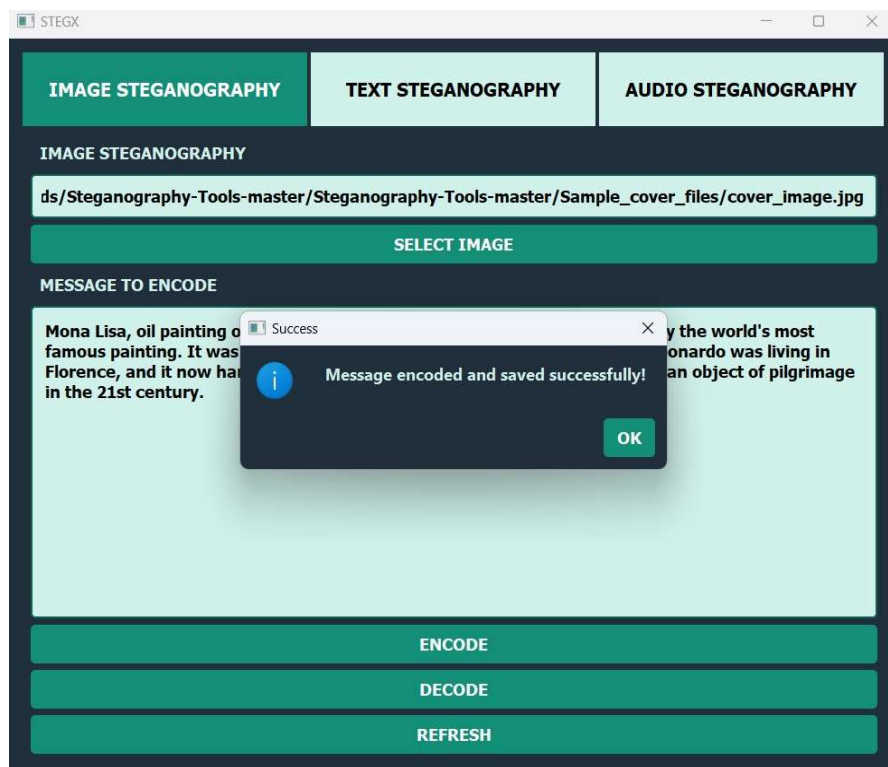 STEGX
IMAGE STEGANOGRAPHY
TEXT STEGANOGRAPHY
AUDIO STEGANOGRAPHY
IMAGE STEGANOGRAPHY
ds/Steganography-Tools-master/Steganography-Tools-master/Sample_cover_files/cover_image.jpg
SELECT IMAGE
MESSAGE TO ENCODE
Mona Lisa, oil painting y the world's most
famous painting. It was onardo was living in
Florence, and it now an object of pilgrimage
in the 21st century.
Success
Message encoded and saved successfully!
OK
ENCODE
DECODE
REFRESH